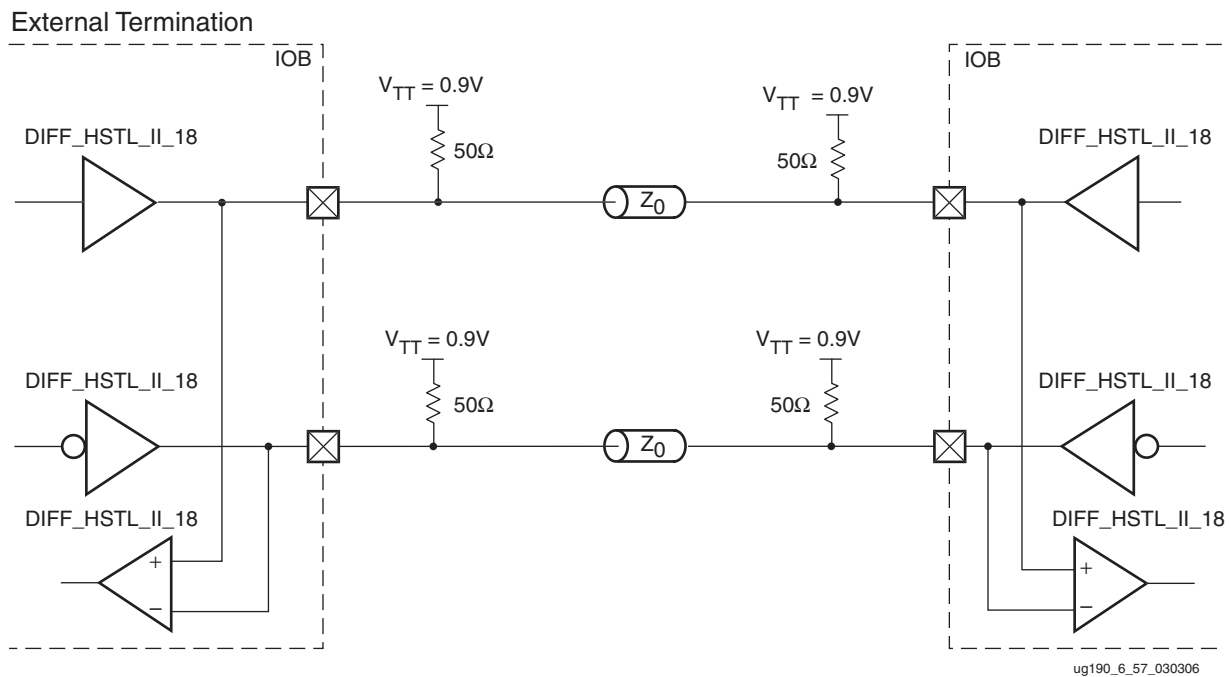 External Termination
IOB
IOB
V_TT = 0.9V
V_TT = 0.9V
DIFF_HSTL_II_18
DIFF_HSTL_II_18
50Ω
50Ω
Z_0
V_TT = 0.9V
V_TT = 0.9V
DIFF_HSTL_II_18
DIFF_HSTL_II_18
50Ω
50Ω
Z_0
DIFF_HSTL_II_18
DIFF_HSTL_II_18
+
−
+
−
ug190_6_57_030306